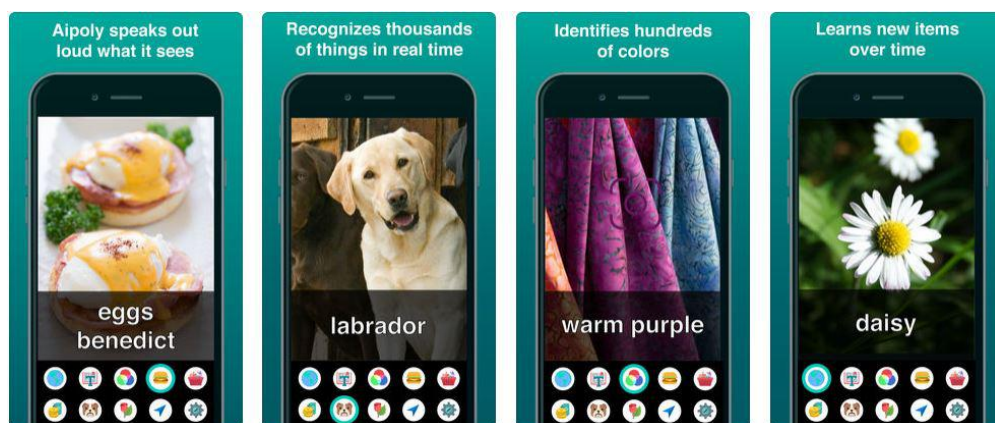 Aipoly speaks out
loud what it sees
eggs
benedict
Recognizes thousands
of things in real time
labrador
Identifies hundreds
of colors
warm purple
Learns new items
over time
daisy